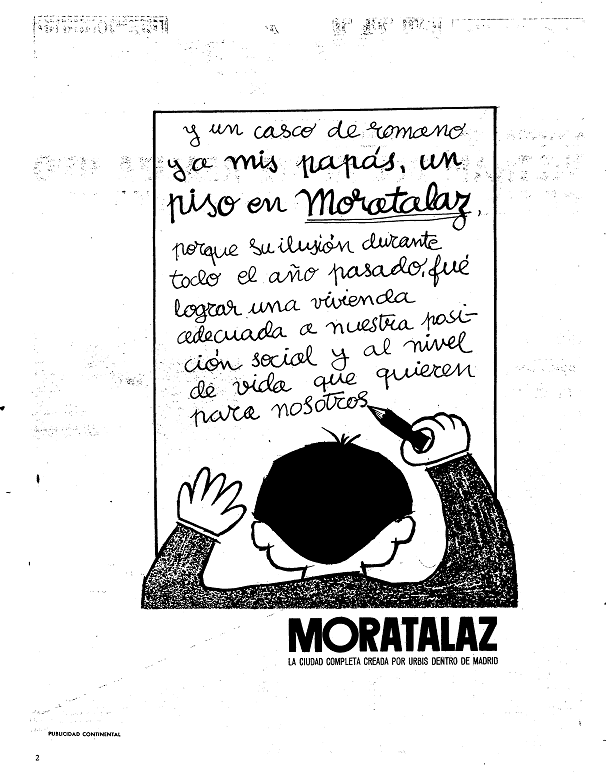 y un casco de romano
y a mis papás, un
piso en Moratalaz,
porque su ilusión durante
todo el año pasado, fué
lograr una vivienda
adecuada a nuestra posi-
ción social y al nivel
de vida que quieren
para nosotros
MORATALAZ
LA CIUDAD COMPLETA CREADA POR URBIS DENTRO DE MADRID
PUBLICIDAD CONTINENTAL
2